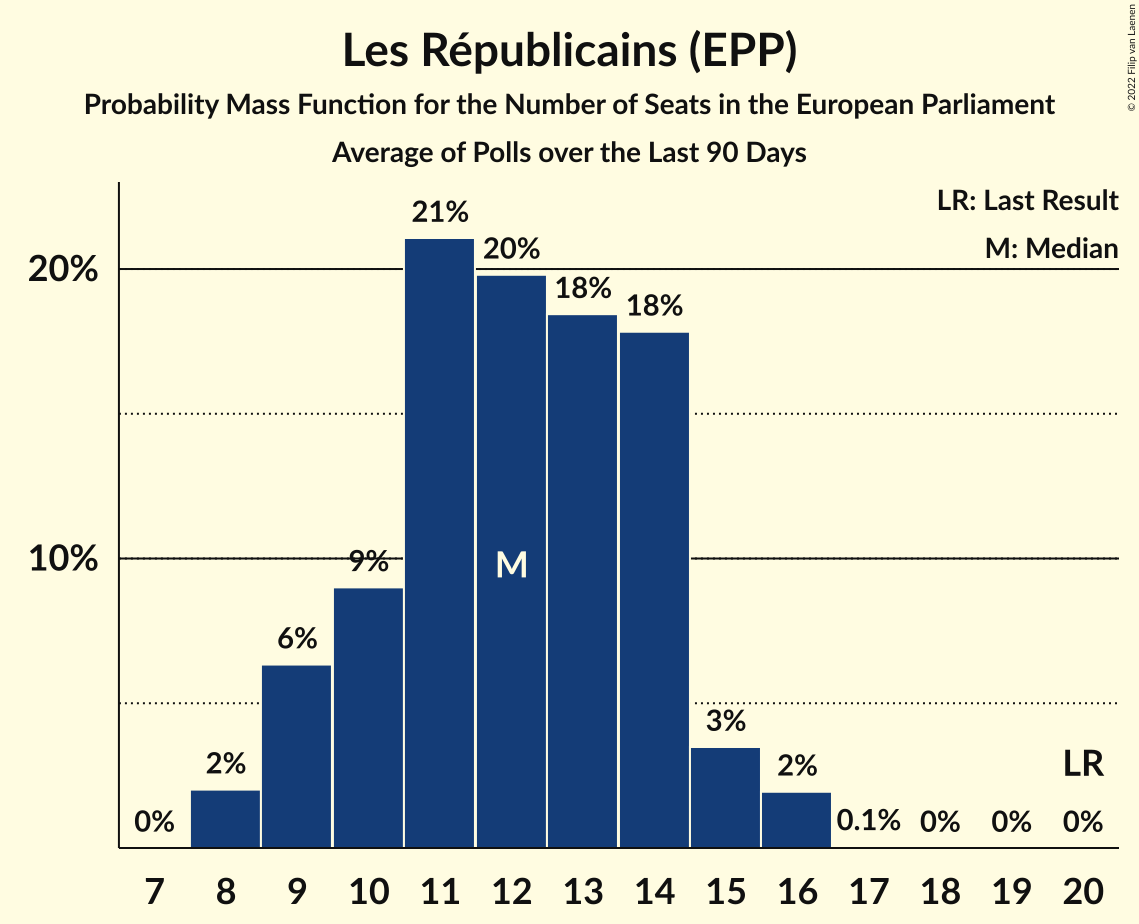 Les Républicains (EPP)
Probability Mass Function for the Number of Seats in the European Parliament
Average of Polls over the Last 90 Days
© 2022 Filip van Laenen
LR: Last Result
M: Median
20%
10%
0%
2%
6%
9%
21%
20%
18%
18%
3%
2%
0.1%
0%
0%
0%
M
LR
7 8 9 10 11 12 13 14 15 16 17 18 19 20